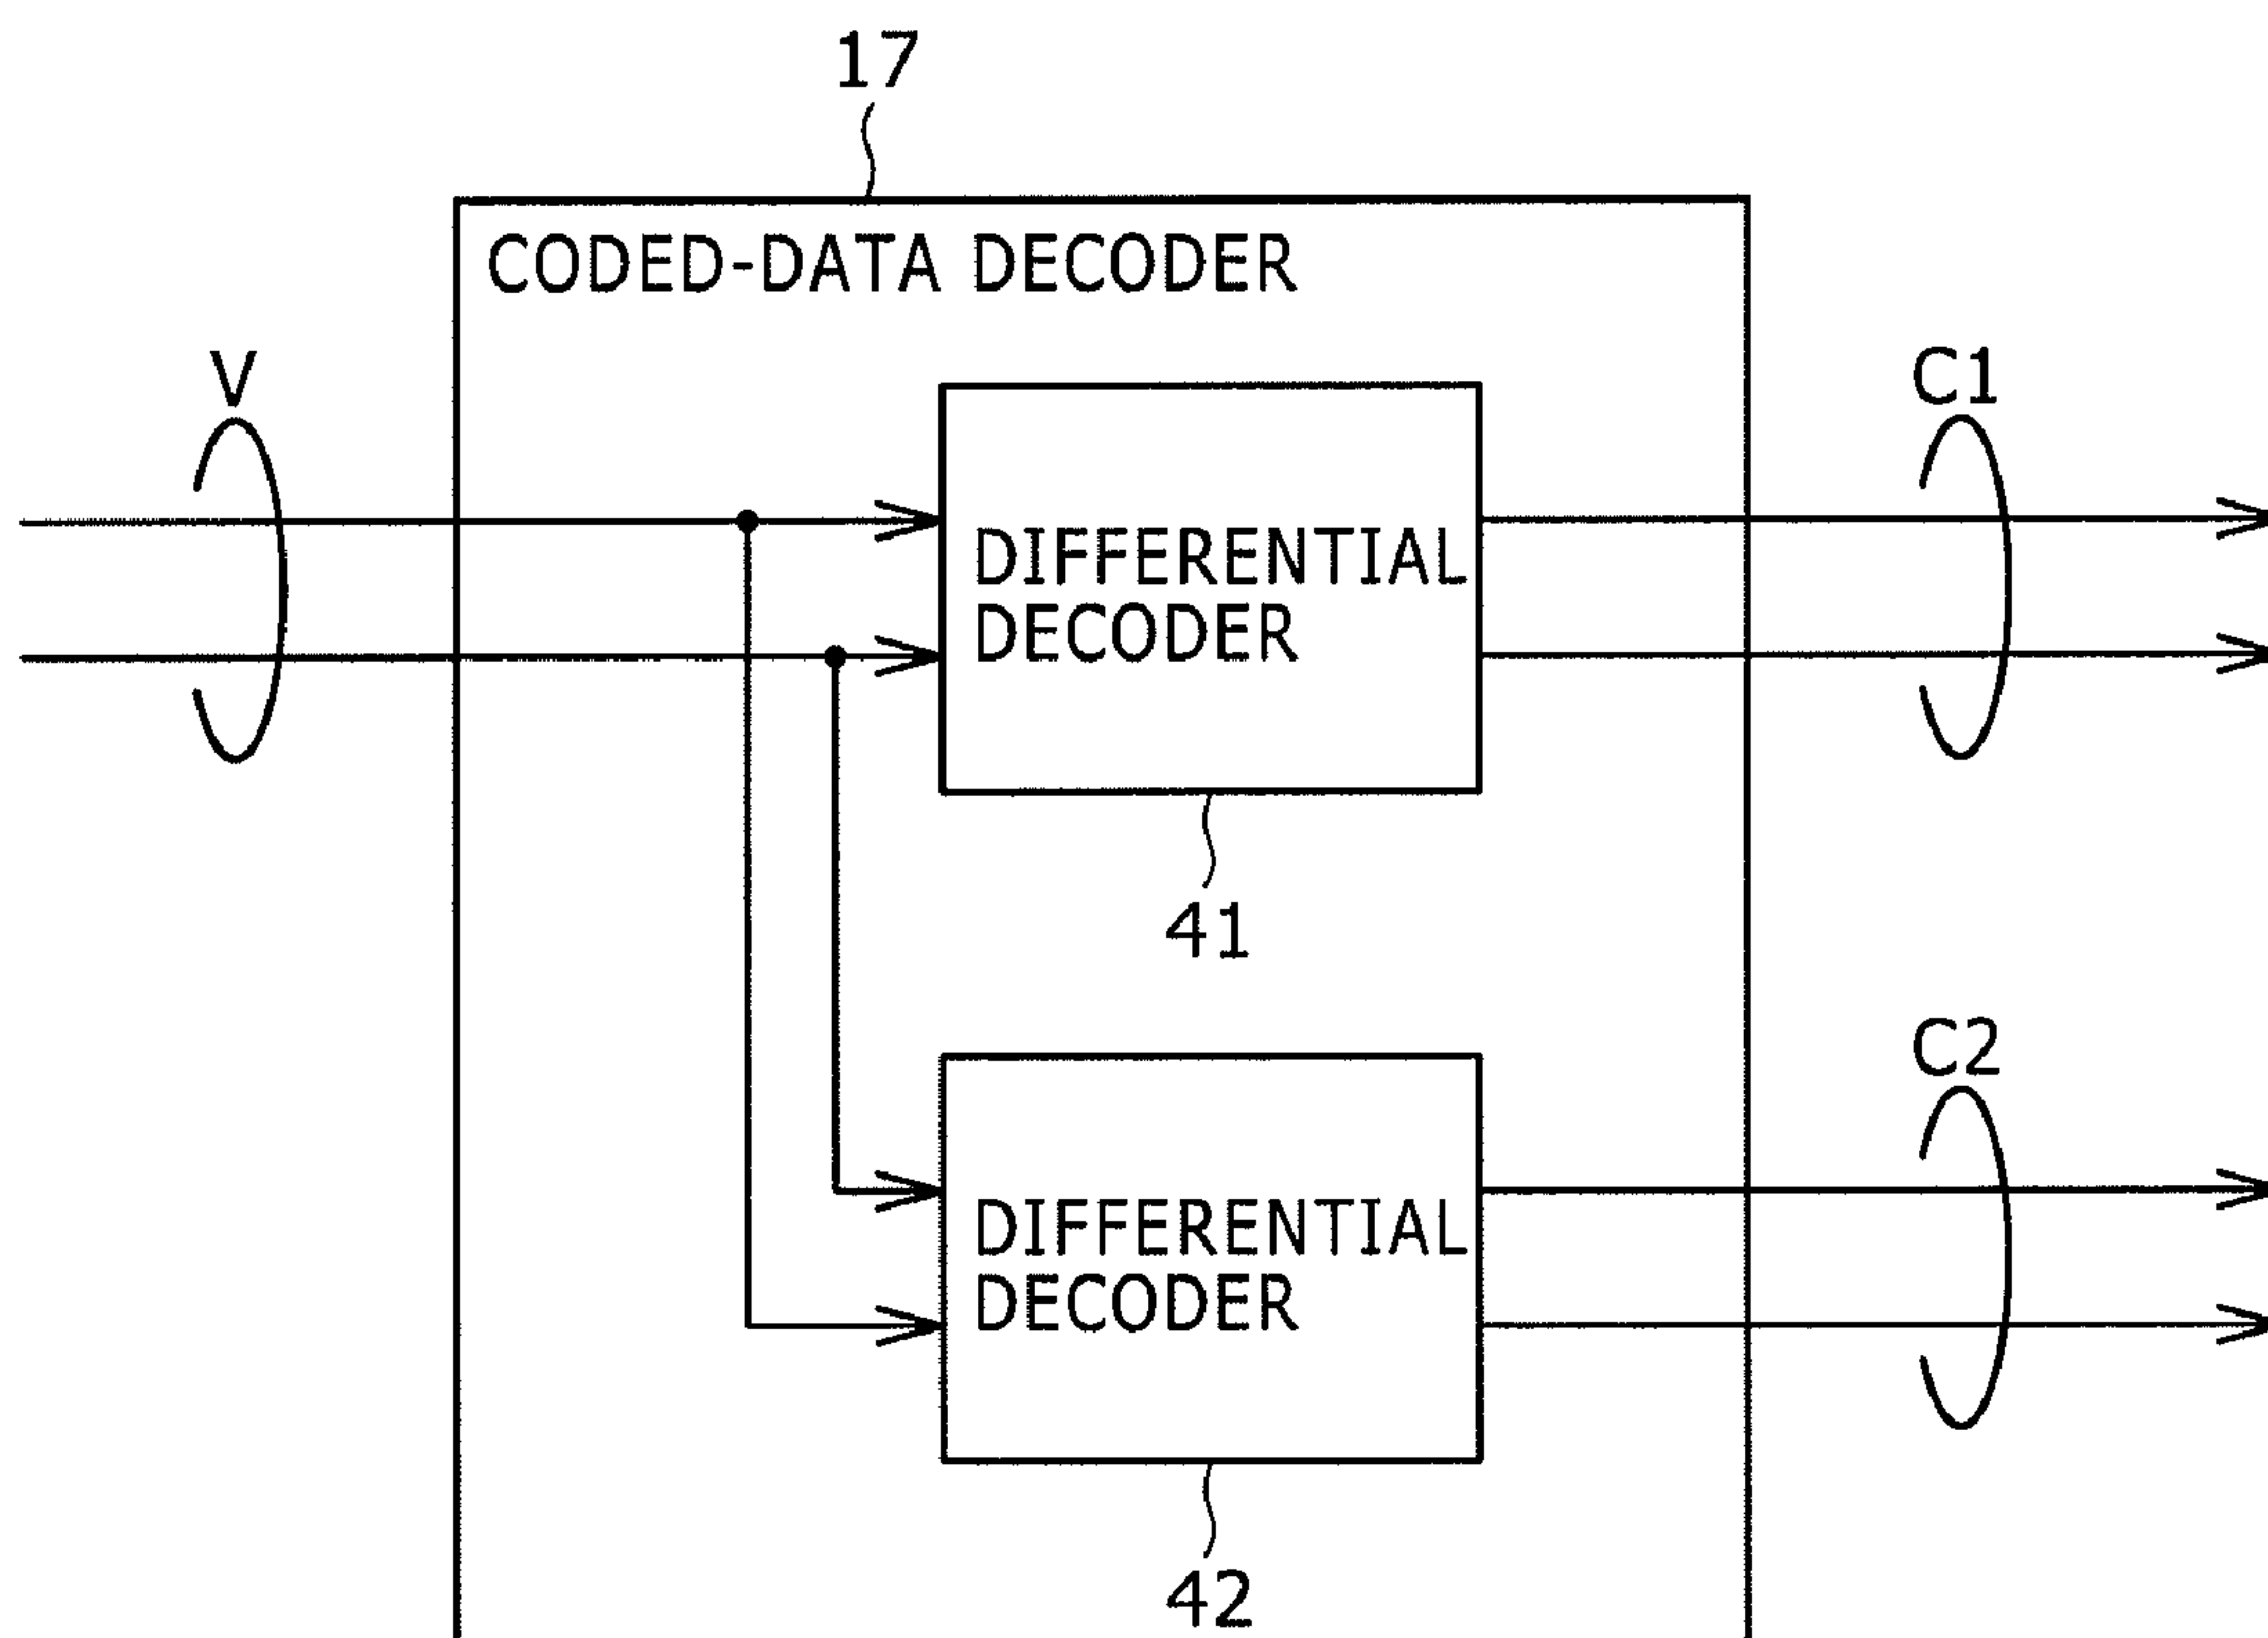 17
CODED-DATA DECODER
V
C1
DIFFERENTIAL
DECODER
41
C2
DIFFERENTIAL
DECODER
42